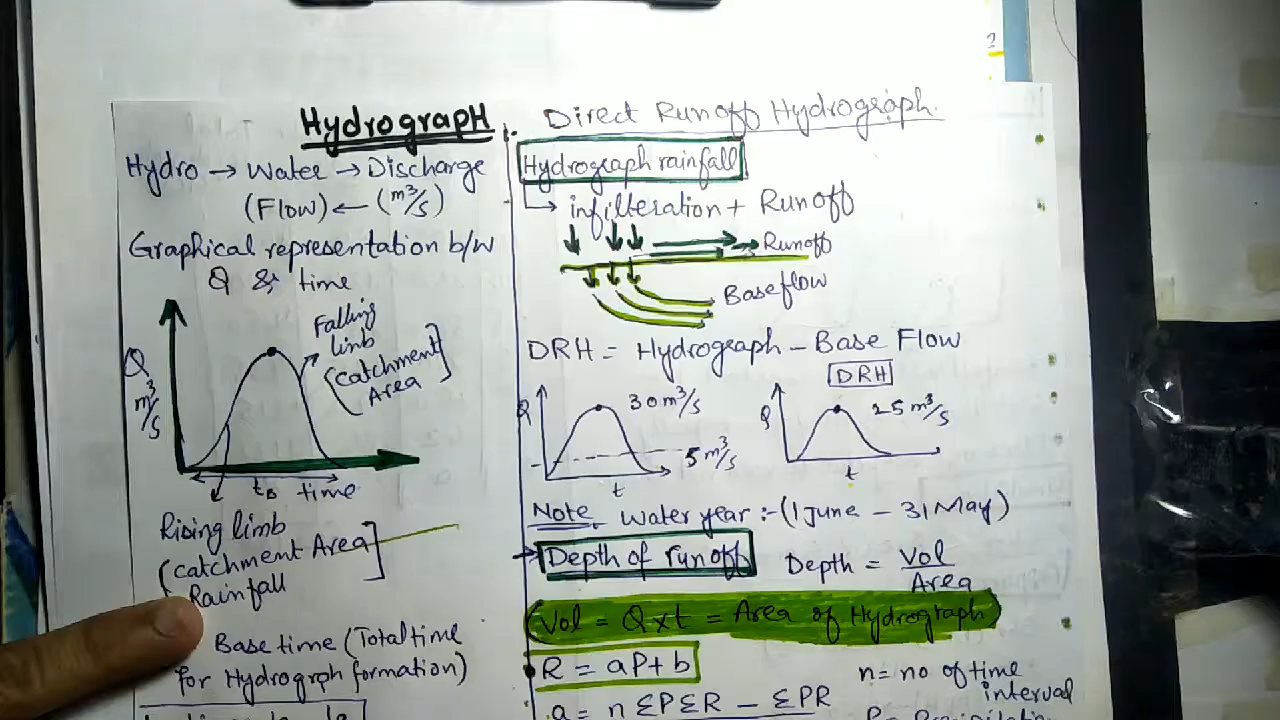 HydrograpH
Hydro → Water → Discharge
(Flow) ← (m³/s)
Graphical representation b/w
Q & time
Falling
limb
(catchment
Area
Q
m³/s
tB time
Rising limb
(catchment Area
Rainfall
Base time (Total time
for Hydrogrph formation)
1. Direct Runoff Hydrograph.
Hydrograph rainfall
infilteration + Runoff
Runoff
Baseflow
DRH = Hydrograph - Base Flow
DRH
Q 30 m³/s
5 m³/s
t
Q 25 m³/s
t
Note Water year :- (1 June - 31 May)
Depth of runoff Depth = Vol / Area
(Vol = Q x t = Area of Hydrograph)
R = aP + b
n = no of time
interval
a = n ΣPΣR - ΣPR